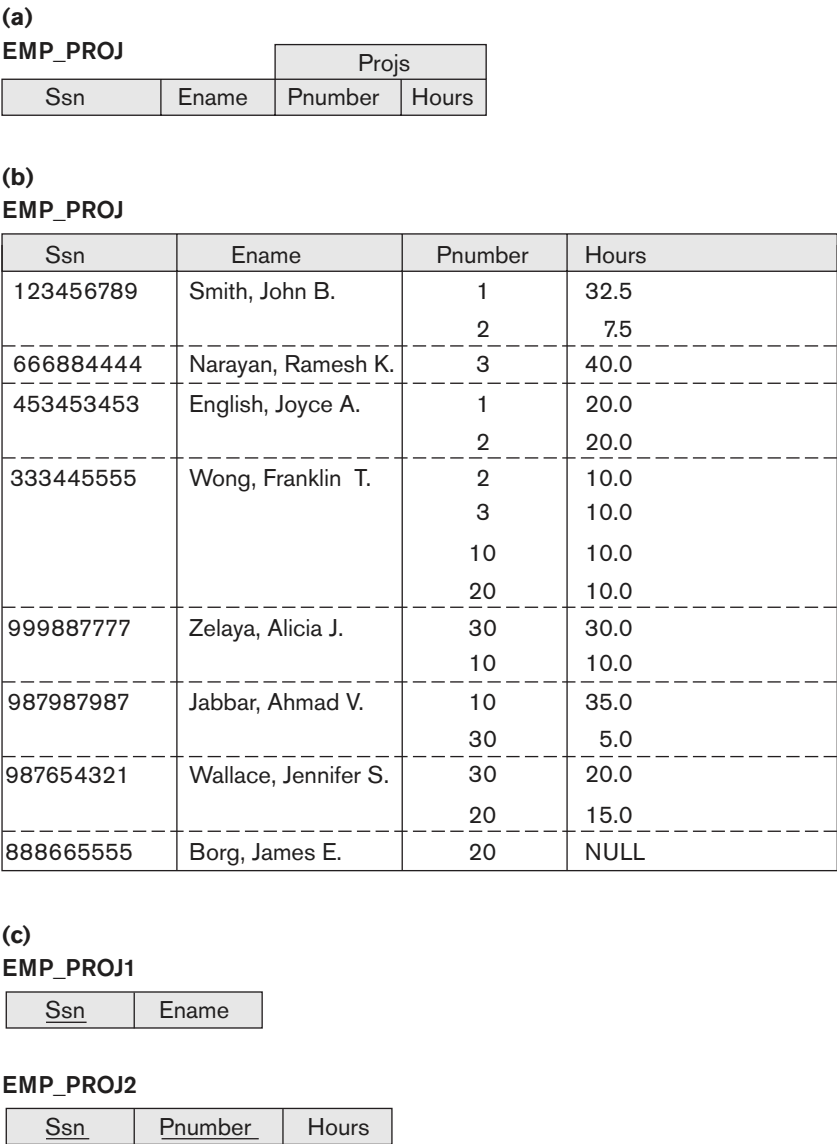 (a)
EMP_PROJ
Projs
Ssn Ename Pnumber Hours
(b)
EMP_PROJ
Ssn Ename Pnumber Hours
123456789 Smith, John B. 1 32.5
2 7.5
666884444 Narayan, Ramesh K. 3 40.0
453453453 English, Joyce A. 1 20.0
2 20.0
333445555 Wong, Franklin T. 2 10.0
3 10.0
10 10.0
20 10.0
999887777 Zelaya, Alicia J. 30 30.0
10 10.0
987987987 Jabbar, Ahmad V. 10 35.0
30 5.0
987654321 Wallace, Jennifer S. 30 20.0
20 15.0
888665555 Borg, James E. 20 NULL
(c)
EMP_PROJ1
Ssn Ename
EMP_PROJ2
Ssn Pnumber Hours